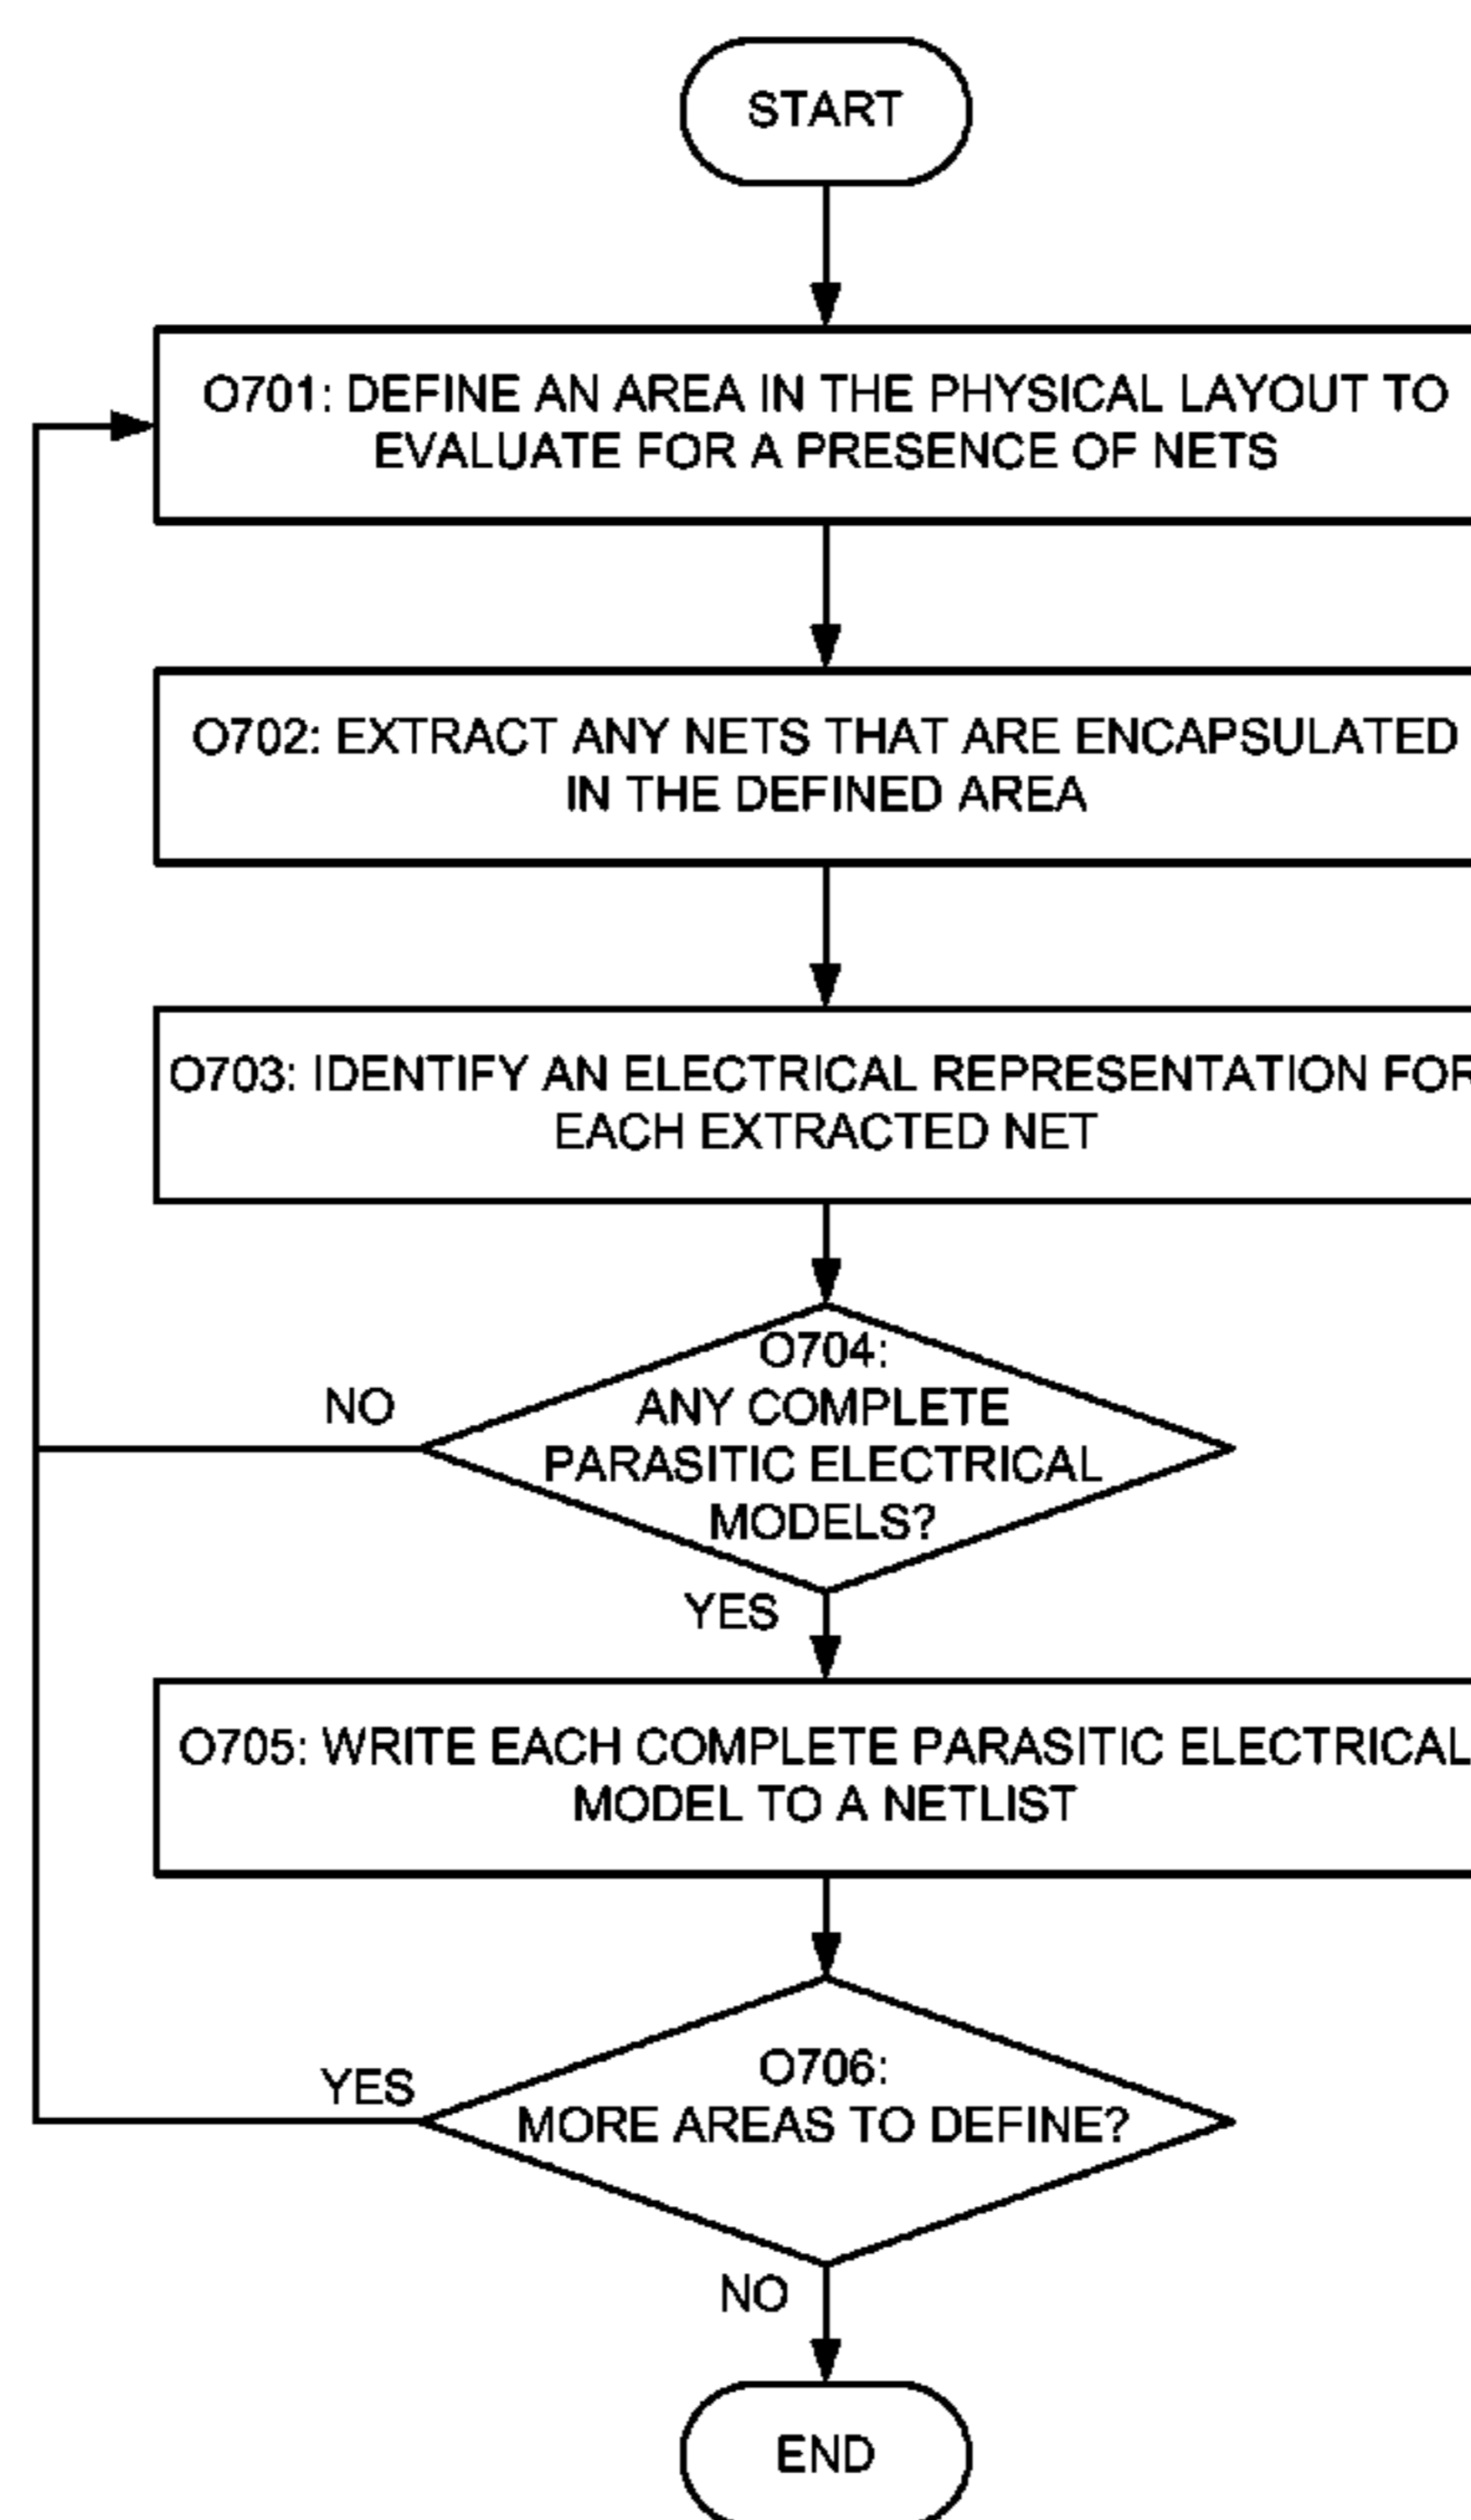 START
O701: DEFINE AN AREA IN THE PHYSICAL LAYOUT TO
EVALUATE FOR A PRESENCE OF NETS
O702: EXTRACT ANY NETS THAT ARE ENCAPSULATED
IN THE DEFINED AREA
O703: IDENTIFY AN ELECTRICAL REPRESENTATION FOR
EACH EXTRACTED NET
O704:
ANY COMPLETE
PARASITIC ELECTRICAL
MODELS?
NO
YES
O705: WRITE EACH COMPLETE PARASITIC ELECTRICAL
MODEL TO A NETLIST
O706:
MORE AREAS TO DEFINE?
YES
NO
END